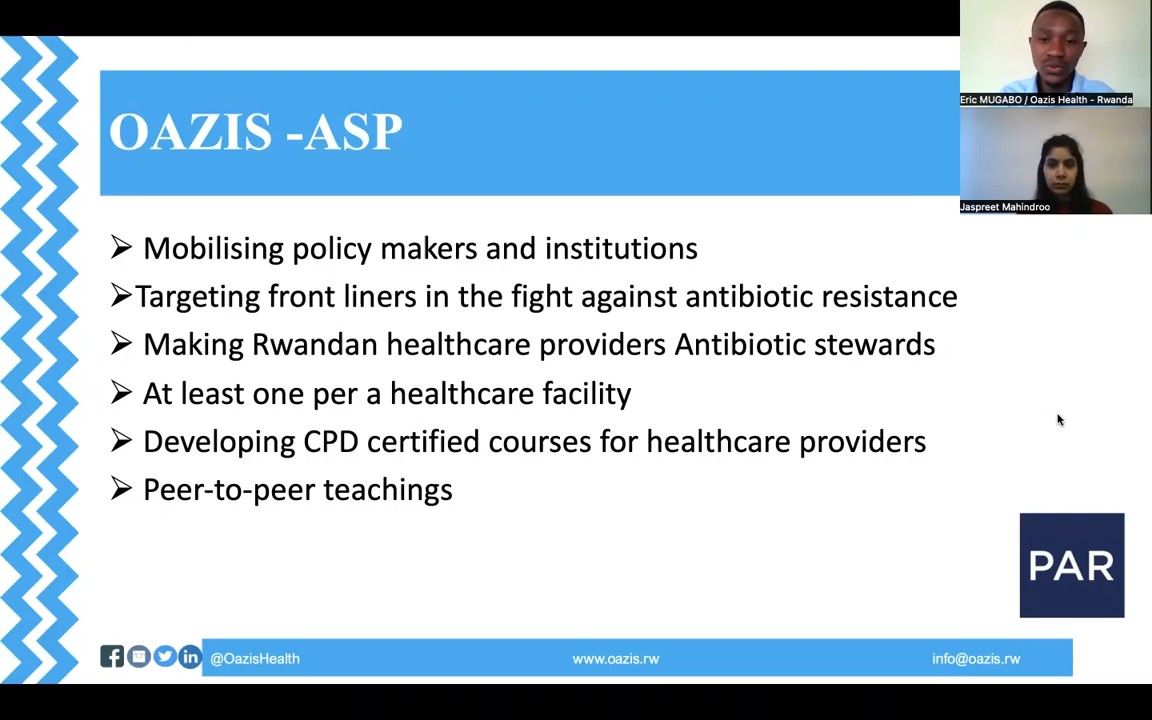 OAZIS -ASP
Eric MUGABO / Oazis Health - Rwanda
Jaspreet Mahindroo
Mobilising policy makers and institutions
Targeting front liners in the fight against antibiotic resistance
Making Rwandan healthcare providers Antibiotic stewards
At least one per a healthcare facility
Developing CPD certified courses for healthcare providers
Peer-to-peer teachings
PAR
@OazisHealth
www.oazis.rw
info@oazis.rw